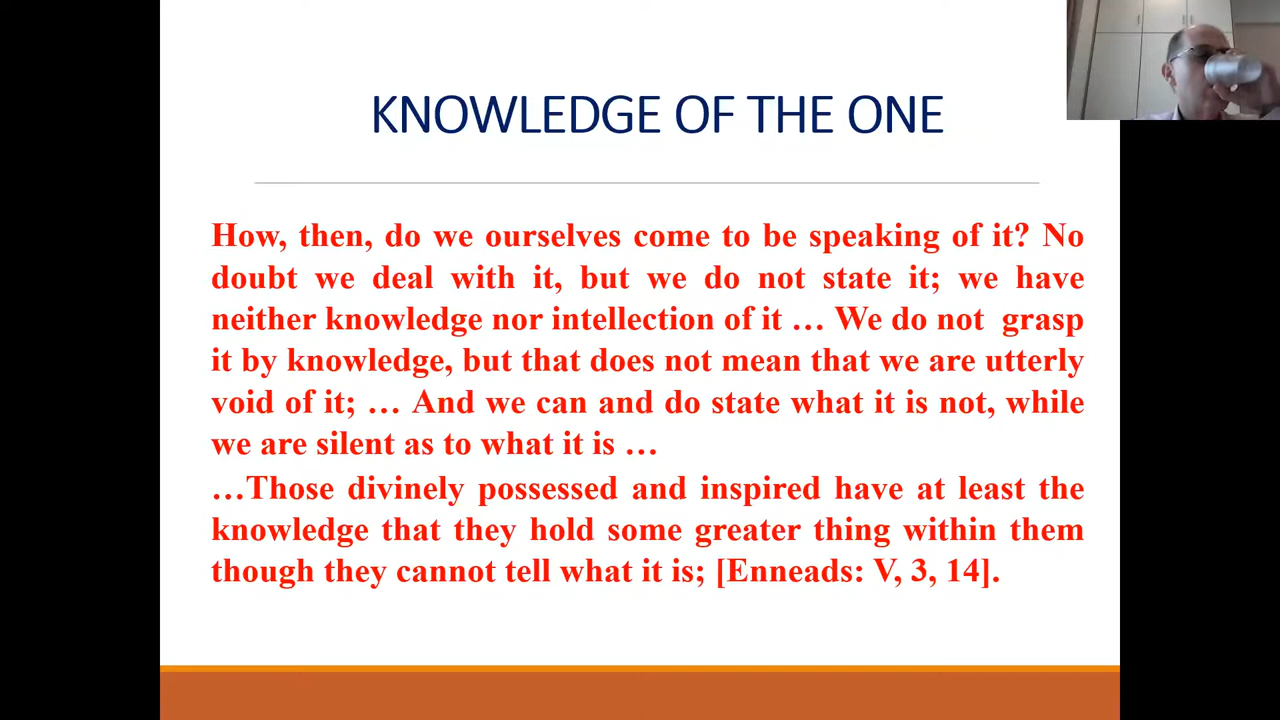 KNOWLEDGE OF THE ONE
How, then, do we ourselves come to be speaking of it? No
doubt we deal with it, but we do not state it; we have
neither knowledge nor intellection of it … We do not grasp
it by knowledge, but that does not mean that we are utterly
void of it; … And we can and do state what it is not, while
we are silent as to what it is …
…Those divinely possessed and inspired have at least the
knowledge that they hold some greater thing within them
though they cannot tell what it is; [Enneads: V, 3, 14].